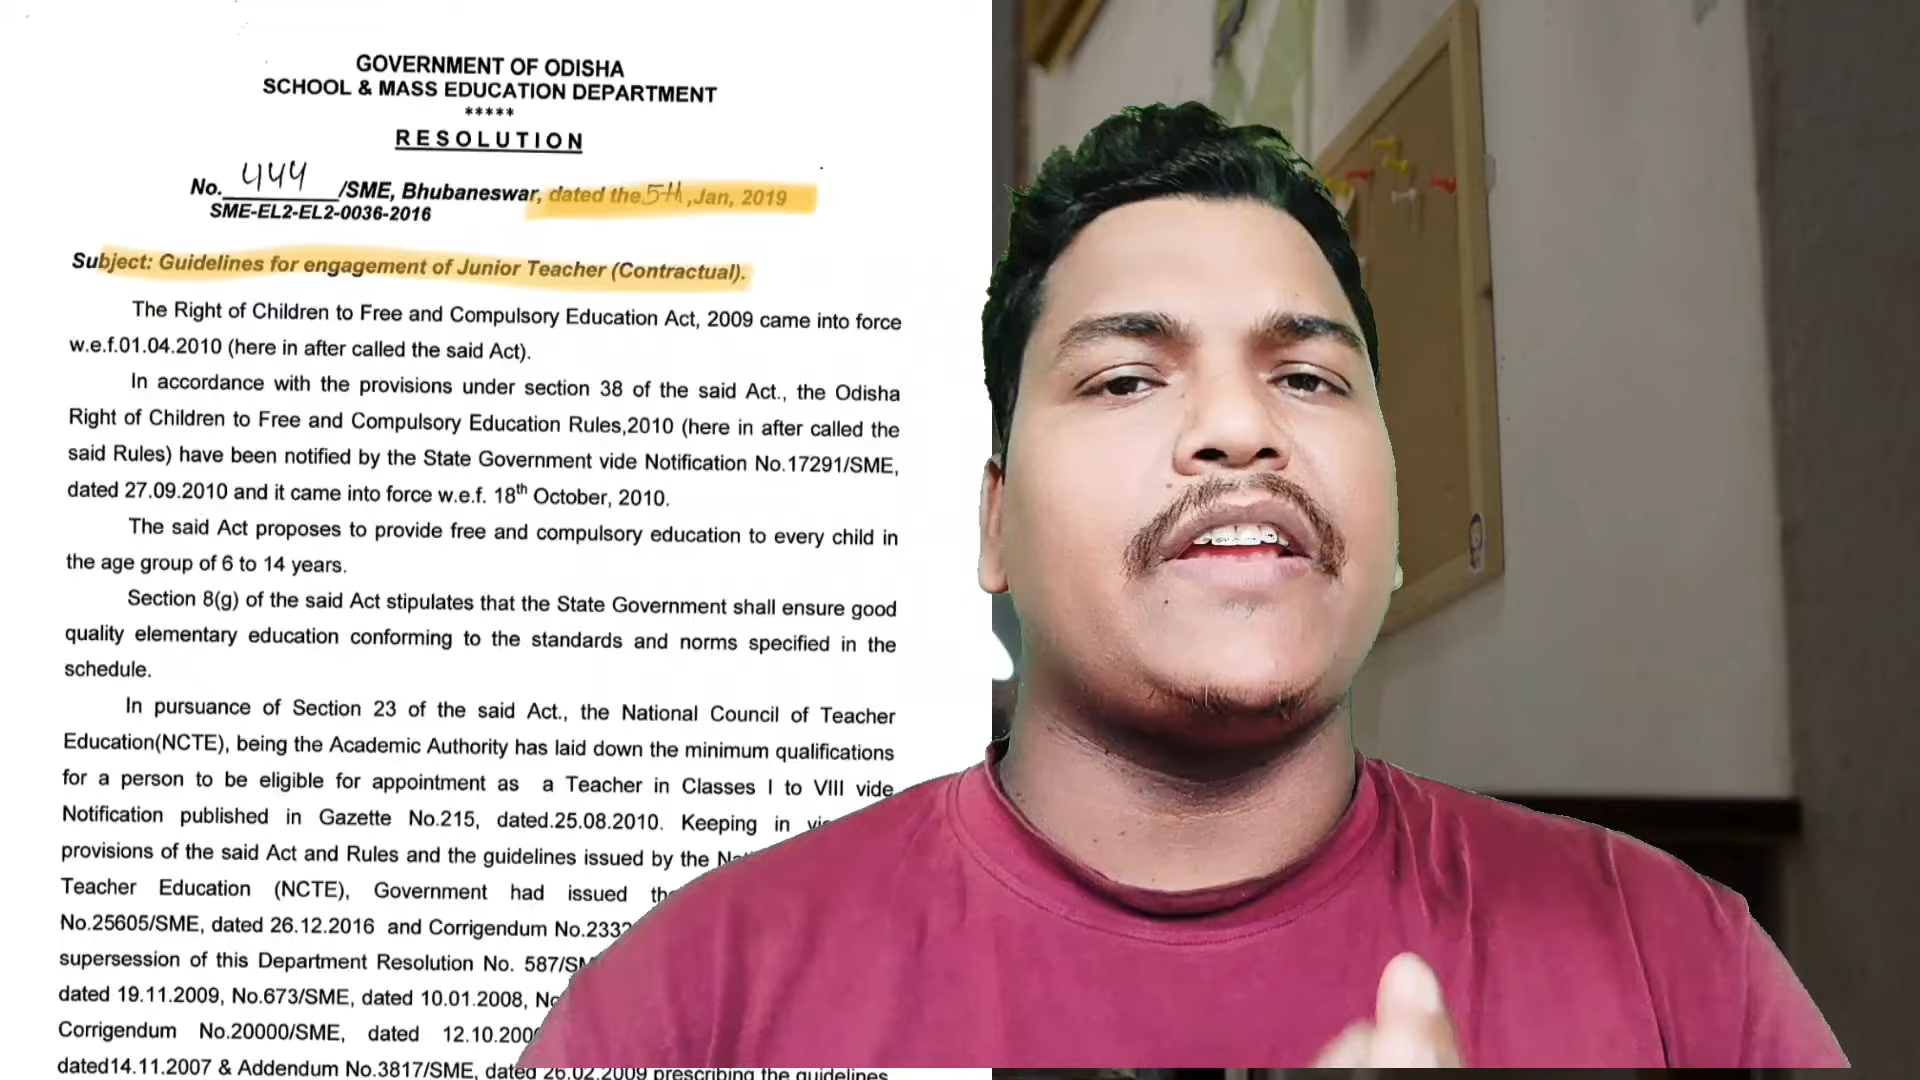 GOVERNMENT OF ODISHA
SCHOOL & MASS EDUCATION DEPARTMENT
*****
RESOLUTION
No. 444 /SME, Bhubaneswar, dated the 5th, Jan, 2019
SME-EL2-EL2-0036-2016
Subject: Guidelines for engagement of Junior Teacher (Contractual).
The Right of Children to Free and Compulsory Education Act, 2009 came into force
w.e.f.01.04.2010 (here in after called the said Act).
In accordance with the provisions under section 38 of the said Act., the Odisha
Right of Children to Free and Compulsory Education Rules,2010 (here in after called the
said Rules) have been notified by the State Government vide Notification No.17291/SME,
dated 27.09.2010 and it came into force w.e.f. 18th October, 2010.
The said Act proposes to provide free and compulsory education to every child in
the age group of 6 to 14 years.
Section 8(g) of the said Act stipulates that the State Government shall ensure good
quality elementary education conforming to the standards and norms specified in the
schedule.
In pursuance of Section 23 of the said Act., the National Council of Teacher
Education(NCTE), being the Academic Authority has laid down the minimum qualifications
for a person to be eligible for appointment as a Teacher in Classes I to VIII vide
Notification published in Gazette No.215, dated.25.08.2010. Keeping in
provisions of the said Act and Rules and the guidelines issued by the
Teacher Education (NCTE), Government had issued
No.25605/SME, dated 26.12.2016 and Corrigendum
supersession of this Department Resolution No.
dated 19.11.2009, No.673/SME, dated 10.01.2008,
Corrigendum No.20000/SME, dated
dated14.11.2007 & Addendum No.3817/SME, dated 26.02.2009 prescribing the guidelines